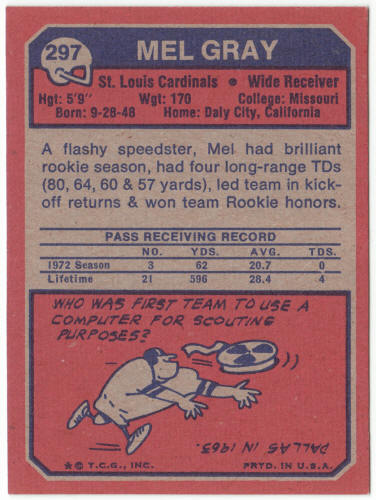 297
MEL GRAY
St. Louis Cardinals • Wide Receiver
Hgt: 5'9" Wgt: 170 College: Missouri
Born: 9-28-48 Home: Daly City, California
A flashy speedster, Mel had brilliant
rookie season, had four long-range TDs
(80, 64, 60 & 57 yards), led team in kick-
off returns & won team Rookie honors.
PASS RECEIVING RECORD
NO. YDS. AVG. TDS.
1972 Season 3 62 20.7 0
Lifetime 21 596 28.4 4
WHO WAS FIRST TEAM TO USE A
COMPUTER FOR SCOUTING
PURPOSES?
DALLAS IN 1963.
★ © T.C.G., INC. PRTD. IN U.S.A.